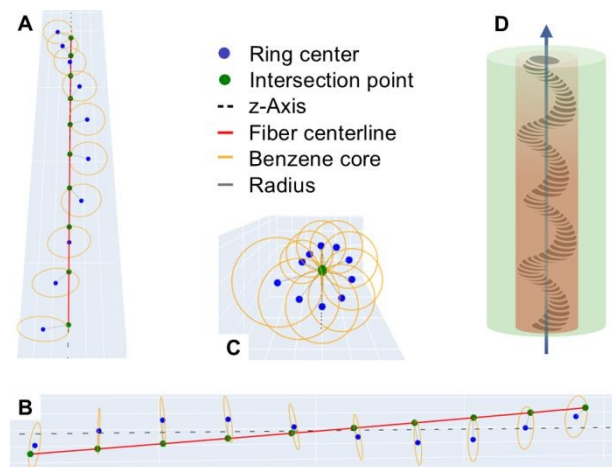 A
D
Ring center
Intersection point
z-Axis
Fiber centerline
Benzene core
Radius
C
B